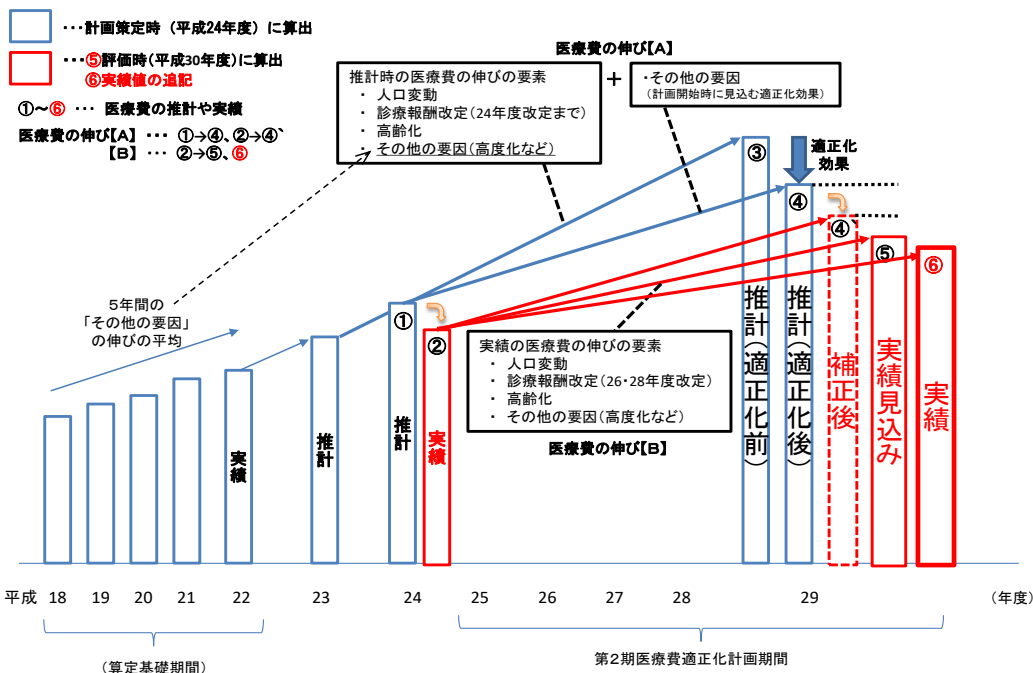 …計画策定時（平成24年度）に算出
…⑤評価時(平成30年度)に算出
⑥実績値の追記
①～⑥ … 医療費の推計や実績
医療費の伸び【A】 … ①→④、②→④`
【B】 … ②→⑤、⑥
医療費の伸び【A】
推計時の医療費の伸びの要素
・ 人口変動
・ 診療報酬改定(24年度改定まで)
・ 高齢化
・ その他の要因(高度化など)
＋
・その他の要因
(計画開始時に見込む適正化効果)
適正化
効果
５年間の
「その他の要因」
の伸びの平均
実績の医療費の伸びの要素
・ 人口変動
・ 診療報酬改定(26・28年度改定)
・ 高齢化
・ その他の要因(高度化など)
医療費の伸び【B】
実績
推計
①
推計
②
実績
③
推計(適正化前)
④
推計(適正化後)
④`
補正後
⑤
実績見込み
⑥
実績
平成 18 19 20 21 22 23 24 25 26 27 28 29 (年度)
(算定基礎期間)
第２期医療費適正化計画期間